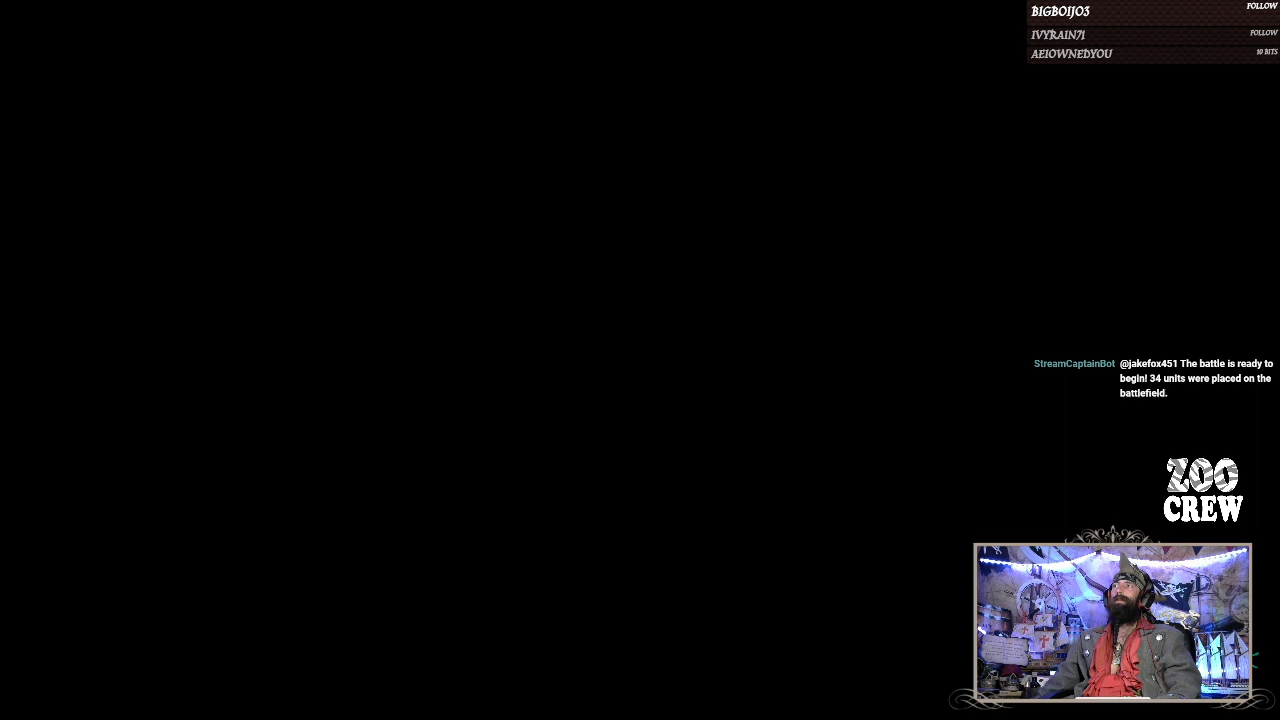 BIGBOIJO3 FOLLOW
IVYRAIN71 FOLLOW
AEIOWNEDYOU 10 BITS
StreamCaptainBot @jakefox451 The battle is ready to
begin! 34 units were placed on the
battlefield.
ZOO
CREW